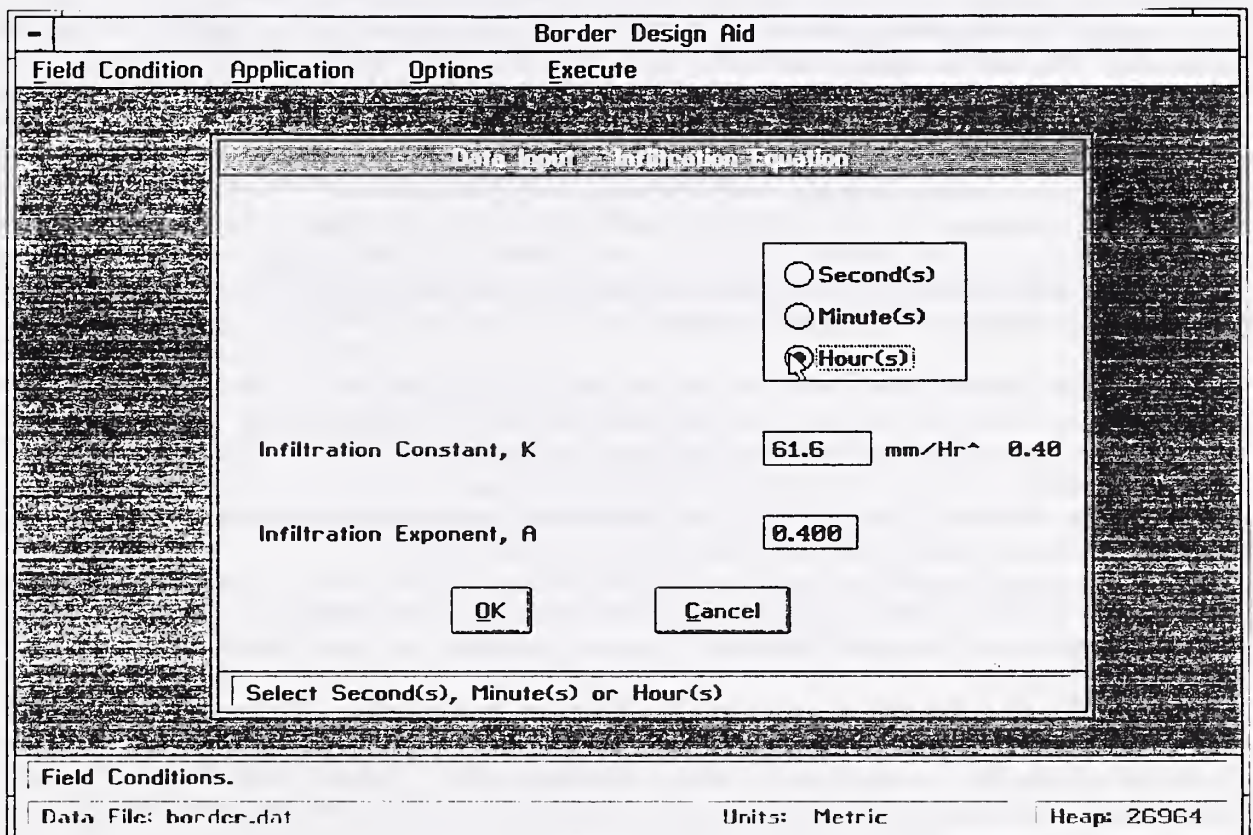 Border Design Aid
Field Condition Application Options Execute
Data Input - Infiltration Equation
Second(s)
Minute(s)
Hour(s)
Infiltration Constant, K 61.6 mm/Hr^ 0.40
Infiltration Exponent, A 0.400
OK Cancel
Select Second(s), Minute(s) or Hour(s)
Field Conditions.
Data File: border.dat Units: Metric Heap: 26964